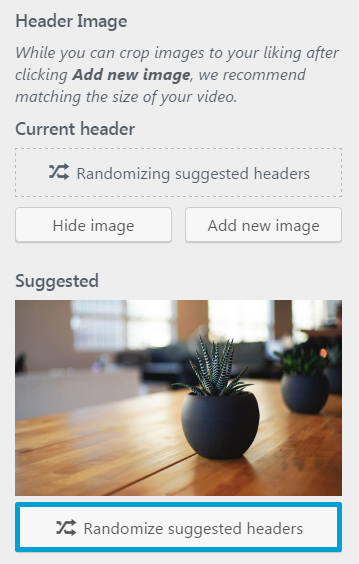 Header Image
While you can crop images to your liking after
clicking Add new image, we recommend
matching the size of your video.
Current header
Randomizing suggested headers
Hide image
Add new image
Suggested
Randomize suggested headers